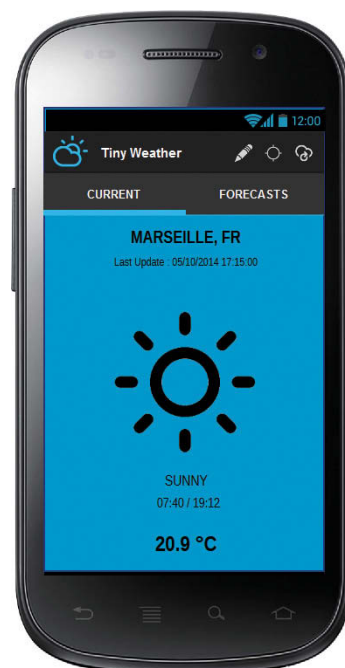 12:00
Tiny Weather
CURRENT FORECASTS
MARSEILLE, FR
Last Update : 05/10/2014 17:15:00
SUNNY
07:40 / 19:12
20.9 °C